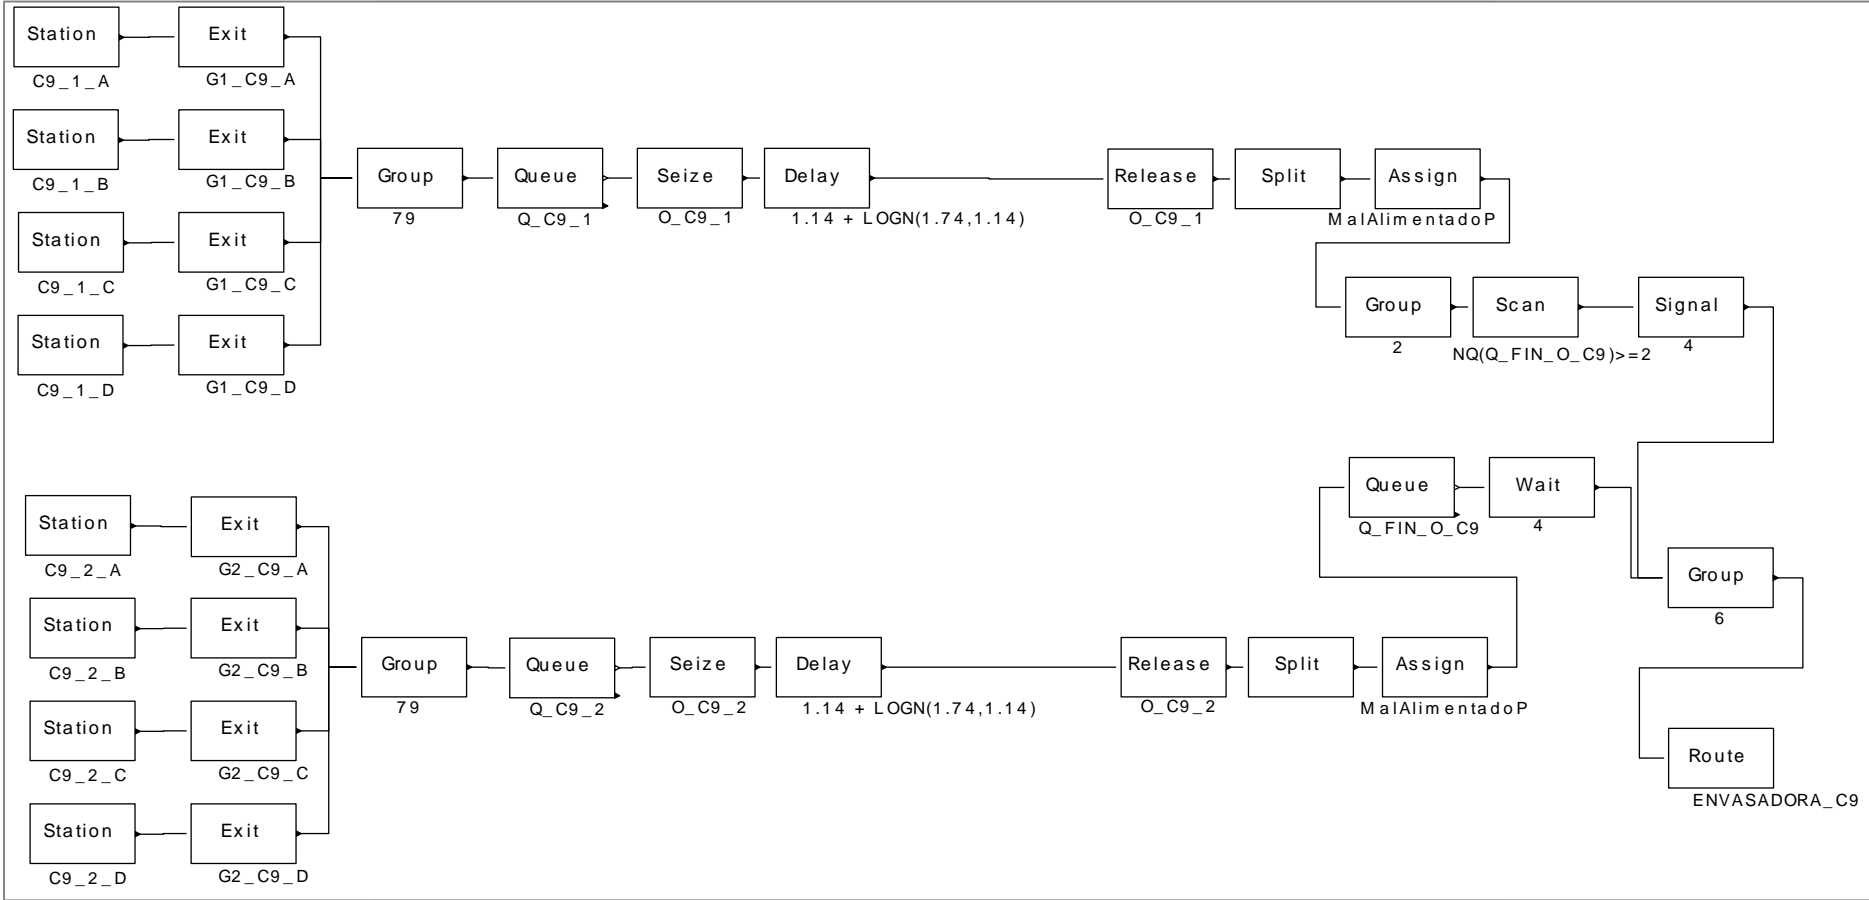 Station
Exit
C9_1_A
G1_C9_A
Station
Exit
C9_1_B
G1_C9_B
Group
Queue
Seize
Delay
Release
Split
Assign
79
Q_C9_1
O_C9_1
1.14 + LOGN(1.74,1.14)
O_C9_1
MalAlimentadoP
Station
Exit
C9_1_C
G1_C9_C
Group
Scan
Signal
2
NQ(Q_FIN_O_C9)>=2
4
Station
Exit
C9_1_D
G1_C9_D
Queue
Wait
Q_FIN_O_C9
4
Station
Exit
C9_2_A
G2_C9_A
Group
6
Station
Exit
C9_2_B
G2_C9_B
Group
Queue
Seize
Delay
Release
Split
Assign
79
Q_C9_2
O_C9_2
1.14 + LOGN(1.74,1.14)
O_C9_2
MalAlimentadoP
Station
Exit
C9_2_C
G2_C9_C
Route
ENVASADORA_C9
Station
Exit
C9_2_D
G2_C9_D